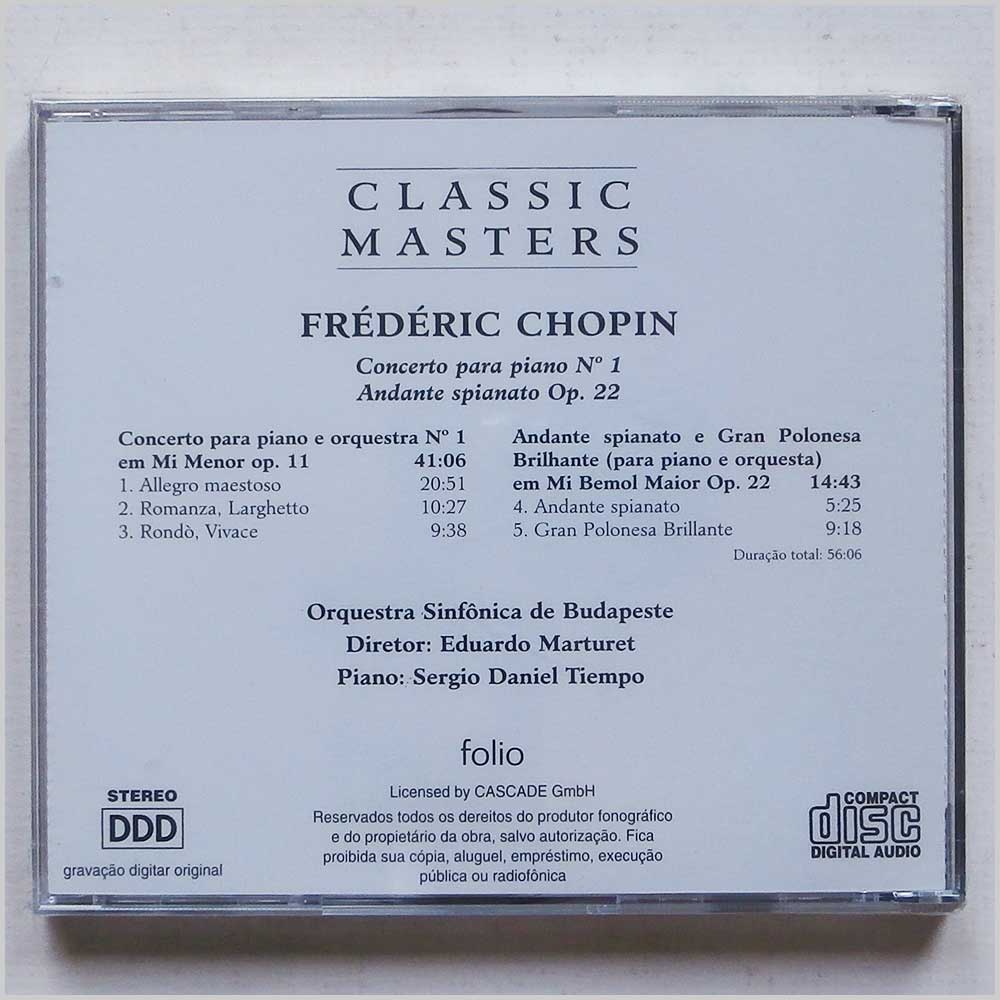 CLASSIC
MASTERS
FRÉDÉRIC CHOPIN
Concerto para piano Nº 1
Andante spianato Op. 22
Concerto para piano e orquestra Nº 1
em Mi Menor op. 11 41:06
1. Allegro maestoso 20:51
2. Romanza, Larghetto 10:27
3. Rondò, Vivace 9:38
Andante spianato e Gran Polonesa
Brilhante (para piano e orquesta)
em Mi Bemol Maior Op. 22 14:43
4. Andante spianato 5:25
5. Gran Polonesa Brillante 9:18
Duração total: 56:06
Orquestra Sinfônica de Budapeste
Diretor: Eduardo Marturet
Piano: Sergio Daniel Tiempo
folio
Licensed by CASCADE GmbH
Reservados todos os dereitos do produtor fonográfico
e do propietário da obra, salvo autorização. Fica
proibida sua cópia, aluguel, empréstimo, execução
pública ou radiofônica
STEREO
DDD
gravação digitar original
COMPACT
disc
DIGITAL AUDIO